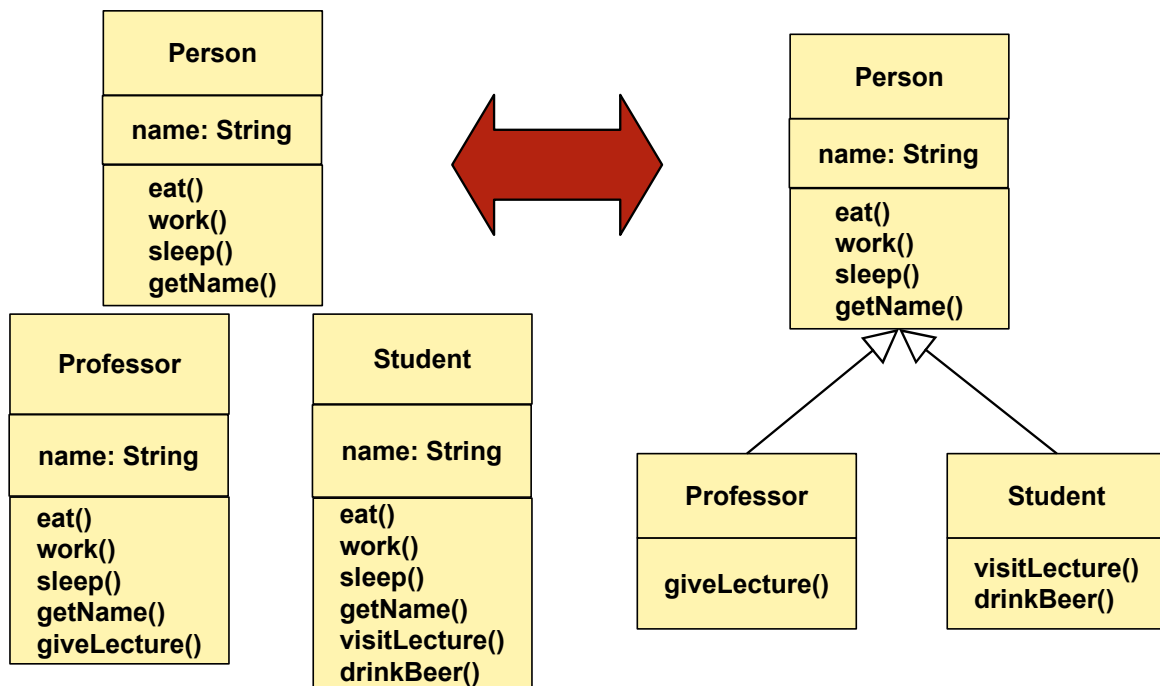 Person
name: String
eat()
work()
sleep()
getName()
Professor
name: String
eat()
work()
sleep()
getName()
giveLecture()
Student
name: String
eat()
work()
sleep()
getName()
visitLecture()
drinkBeer()
Person
name: String
eat()
work()
sleep()
getName()
Professor
giveLecture()
Student
visitLecture()
drinkBeer()